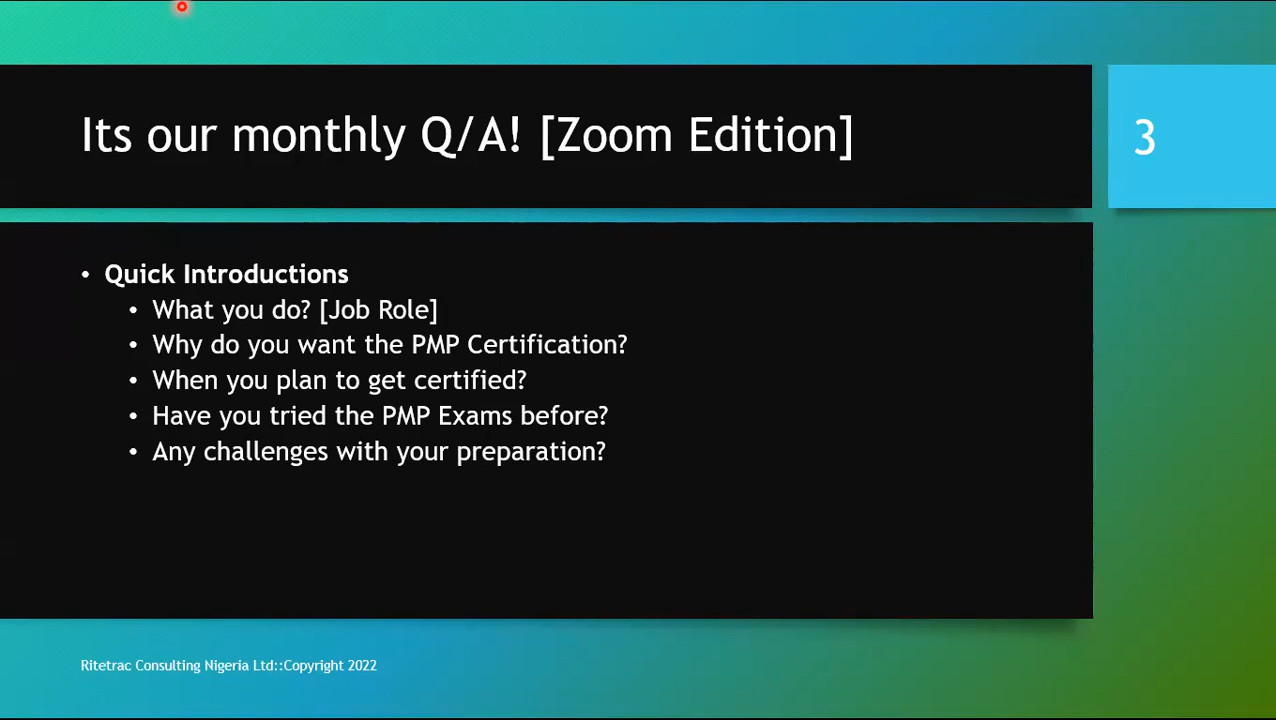 Its our monthly Q/A! [Zoom Edition]
3
• Quick Introductions
• What you do? [Job Role]
• Why do you want the PMP Certification?
• When you plan to get certified?
• Have you tried the PMP Exams before?
• Any challenges with your preparation?
Ritetrac Consulting Nigeria Ltd::Copyright 2022